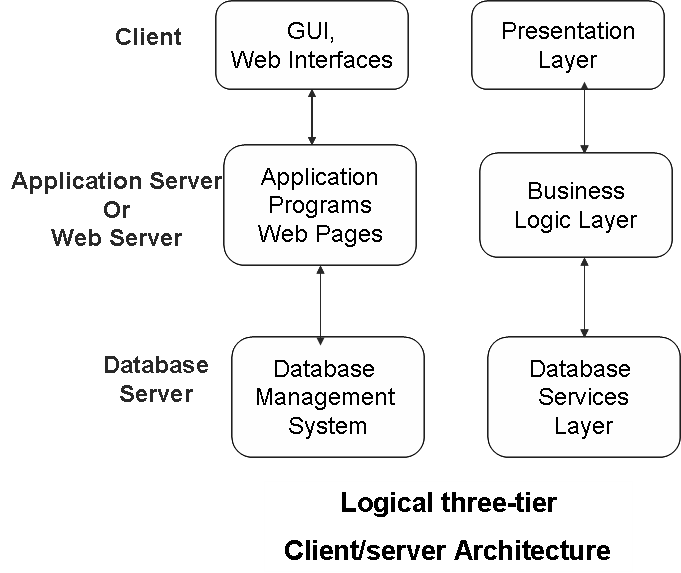 Client
GUI,
Web Interfaces
Presentation
Layer
Application Server
Or
Web Server
Application
Programs
Web Pages
Business
Logic Layer
Database
Server
Database
Management
System
Database
Services
Layer
Logical three-tier
Client/server Architecture